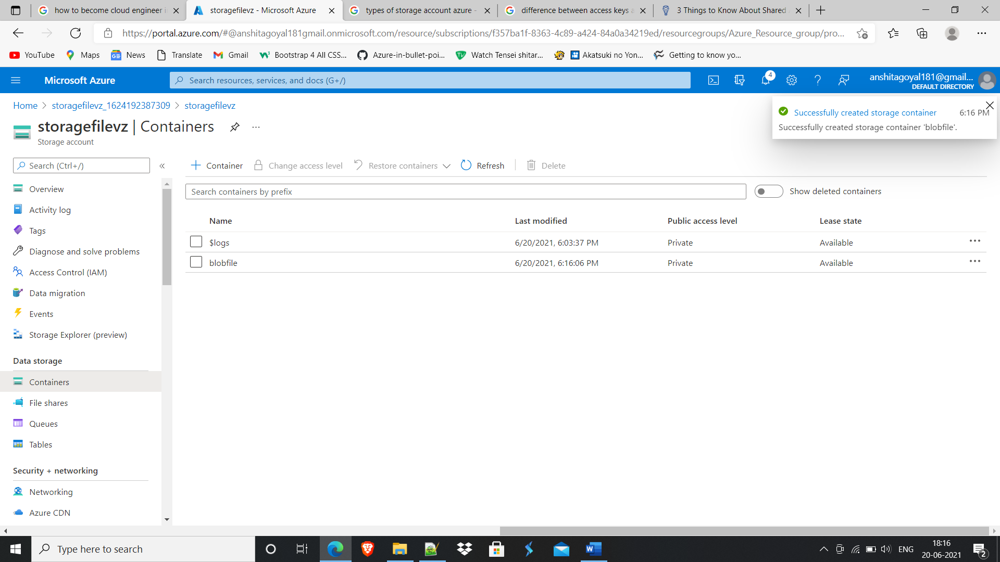 how to become cloud engineer i
storagefilevz - Microsoft Azure
types of storage account azure -
difference between access keys a
3 Things to Know About Shared A
https://portal.azure.com/#@anshitagoyal181gmail.onmicrosoft.com/resource/subscriptions/f357ba1f-8363-4c89-a424-84a0a34219ed/resourcegroups/Azure_Resource_group/pro...
YouTube
Maps
News
Translate
Gmail
Bootstrap 4 All CSS...
Azure-in-bullet-poi...
Watch Tensei shitar...
Akatsuki no Yon...
Getting to know yo...
Microsoft Azure
Search resources, services, and docs (G+/)
4
anshitagoyal181@gmail....
DEFAULT DIRECTORY
Home > storagefilevz_1624192387309 > storagefilevz
Successfully created storage container 6:16 PM
Successfully created storage container 'blobfile'.
storagefilevz | Containers
Storage account
Search (Ctrl+/)
Container
Change access level
Restore containers
Refresh
Delete
Search containers by prefix
Show deleted containers
Name Last modified Public access level Lease state
$logs 6/20/2021, 6:03:37 PM Private Available
blobfile 6/20/2021, 6:16:06 PM Private Available
Overview
Activity log
Tags
Diagnose and solve problems
Access Control (IAM)
Data migration
Events
Storage Explorer (preview)
Data storage
Containers
File shares
Queues
Tables
Security + networking
Networking
Azure CDN
Type here to search
ENG
18:16
20-06-2021
2